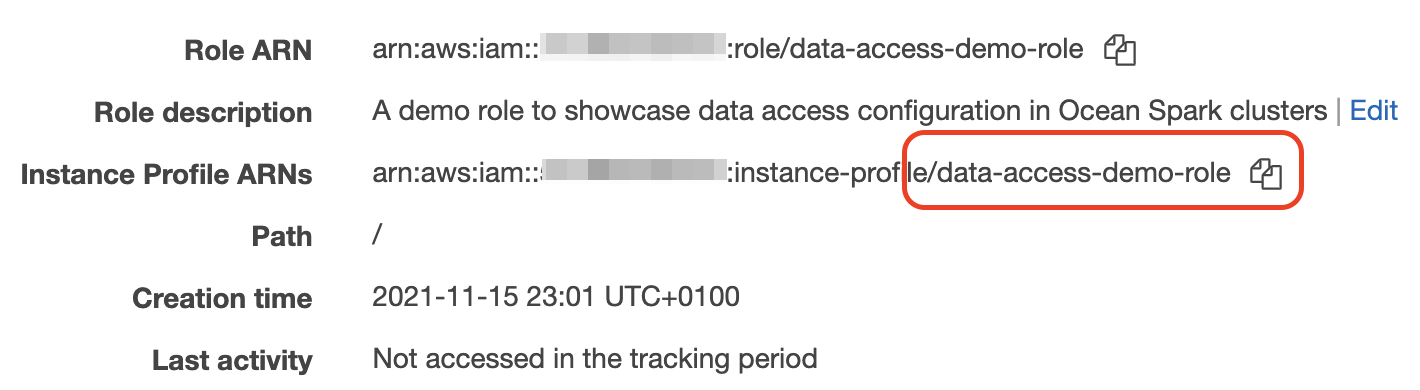 Role ARN arn:aws:iam:: :role/data-access-demo-role
Role description A demo role to showcase data access configuration in Ocean Spark clusters | Edit
Instance Profile ARNs arn:aws:iam:: :instance-profile/data-access-demo-role
Path /
Creation time 2021-11-15 23:01 UTC+0100
Last activity Not accessed in the tracking period